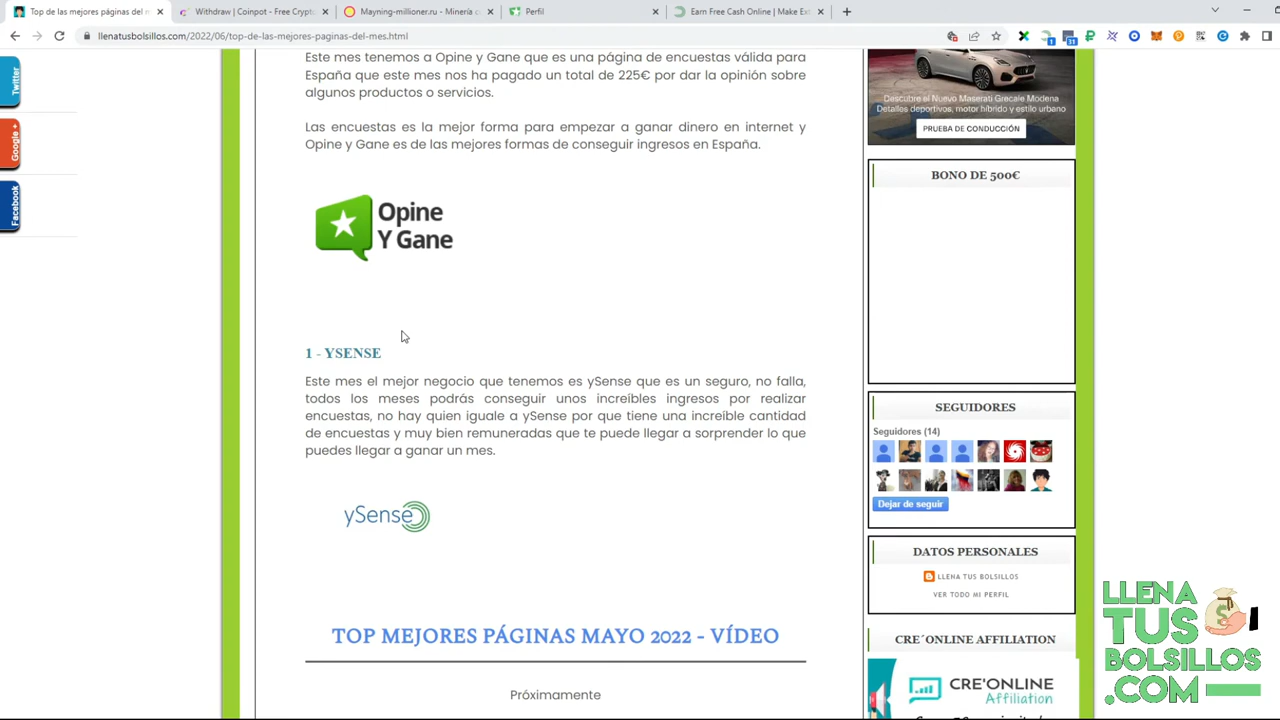 Top de las mejores páginas del m
Withdraw | Coinpot - Free Crypto
Mayning-millioner.ru - Minería c
Perfil
Earn Free Cash Online | Make Ext
llenatusbolsillos.com/2022/06/top-de-las-mejores-paginas-del-mes.html
Twitter
Google +
Facebook
Este mes tenemos a Opine y Gane que es una página de encuestas válida para
España que este mes nos ha pagado un total de 225€ por dar la opinión sobre
algunos productos o servicios.
Las encuestas es la mejor forma para empezar a ganar dinero en internet y
Opine y Gane es de las mejores formas de conseguir ingresos en España.
Opine
Y Gane
1 - YSENSE
Este mes el mejor negocio que tenemos es ySense que es un seguro, no falla,
todos los meses podrás conseguir unos increíbles ingresos por realizar
encuestas, no hay quien iguale a ySense por que tiene una increíble cantidad
de encuestas y muy bien remuneradas que te puede llegar a sorprender lo que
puedes llegar a ganar un mes.
ySense
TOP MEJORES PÁGINAS MAYO 2022 - VÍDEO
Próximamente
Descubre al Nuevo Maserati Grecale Modena
Detalles deportivos, motor híbrido y estilo urbano
PRUEBA DE CONDUCCIÓN
BONO DE 500€
SEGUIDORES
Seguidores (14)
Dejar de seguir
DATOS PERSONALES
LLENA TUS BOLSILLOS
VER TODO MI PERFIL
CRE´ONLINE AFFILIATION
CRE'ONLINE
Affiliation
LLENA
TUS
BOLSILLOS
.COM